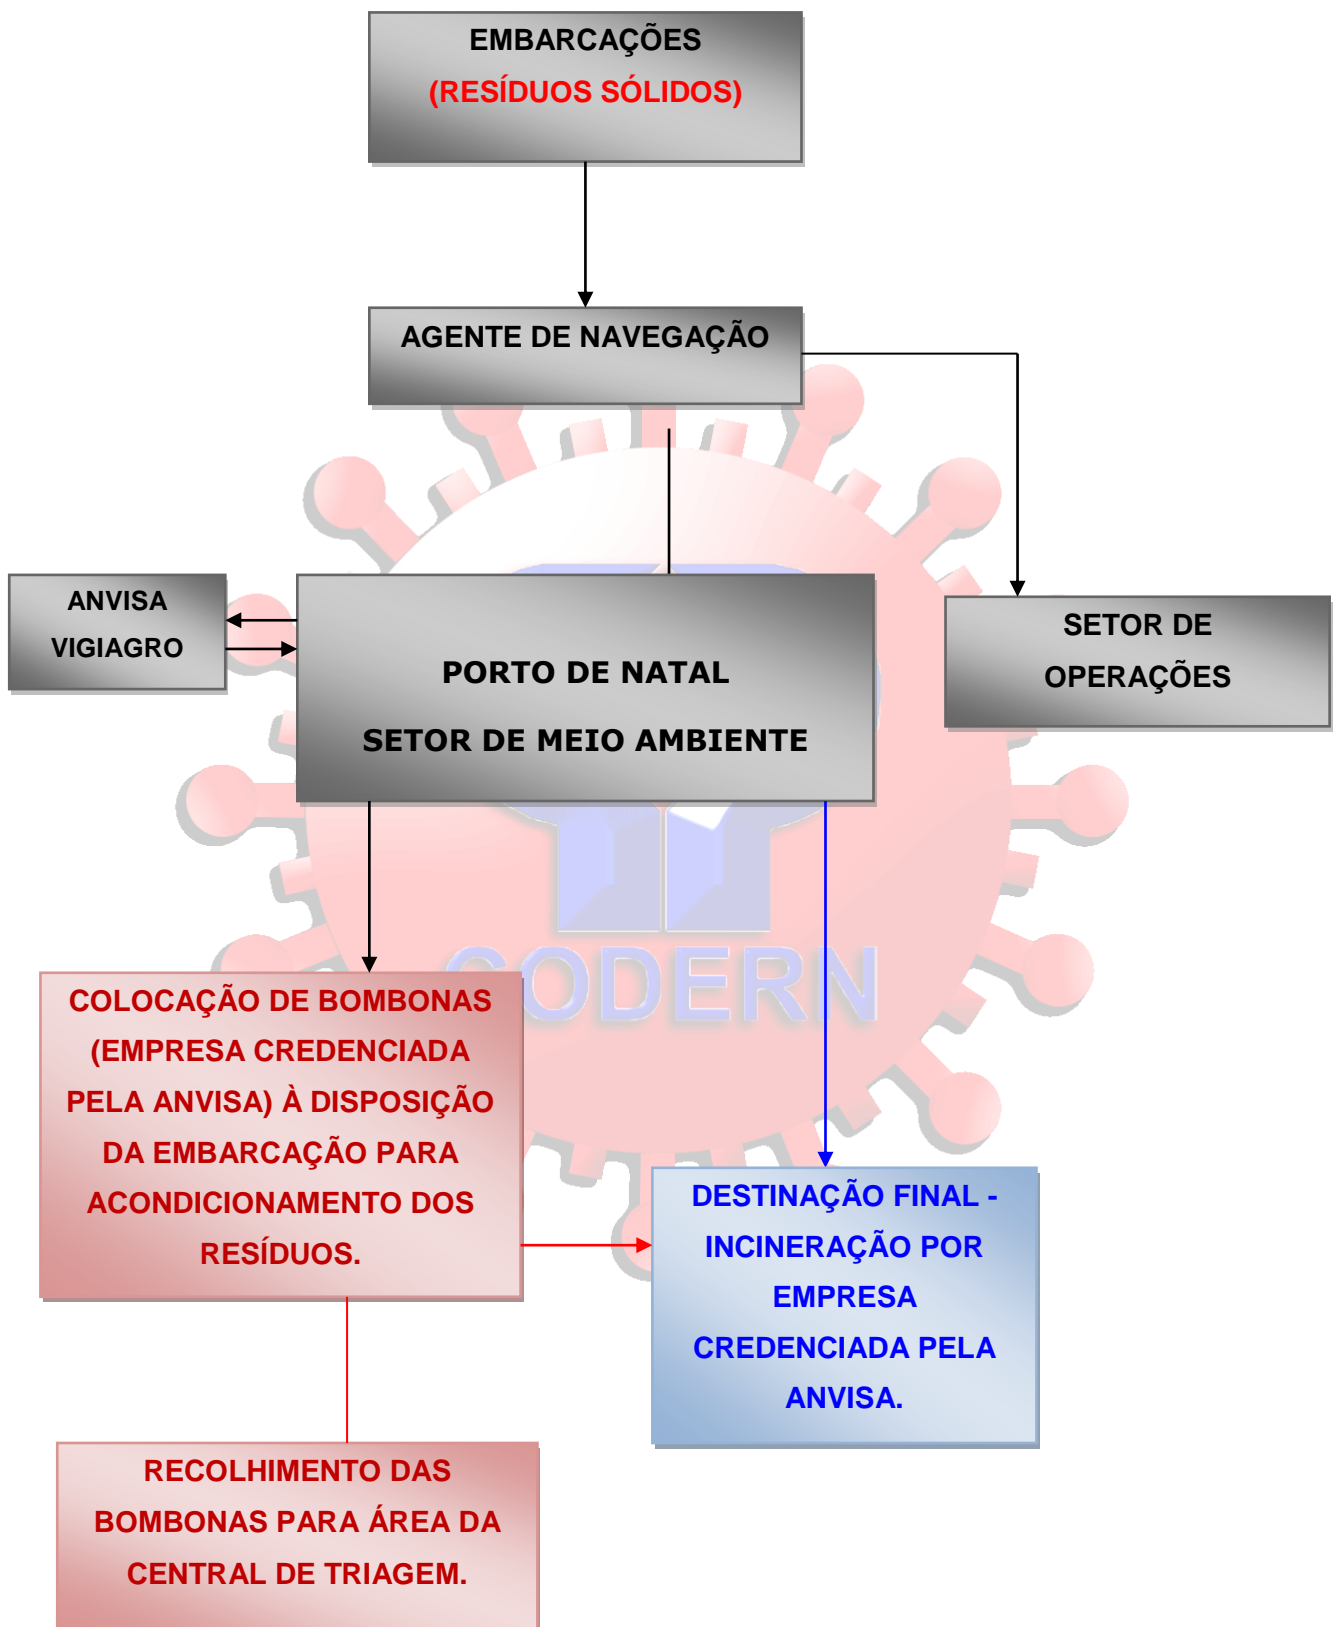 EMBARCAÇÕES
(RESÍDUOS SÓLIDOS)
AGENTE DE NAVEGAÇÃO
ANVISA
VIGIAGRO
PORTO DE NATAL
SETOR DE MEIO AMBIENTE
SETOR DE
OPERAÇÕES
CODERN
COLOCAÇÃO DE BOMBONAS
(EMPRESA CREDENCIADA
PELA ANVISA) À DISPOSIÇÃO
DA EMBARCAÇÃO PARA
ACONDICIONAMENTO DOS
RESÍDUOS.
DESTINAÇÃO FINAL -
INCINERAÇÃO POR
EMPRESA
CREDENCIADA PELA
ANVISA.
RECOLHIMENTO DAS
BOMBONAS PARA ÁREA DA
CENTRAL DE TRIAGEM.